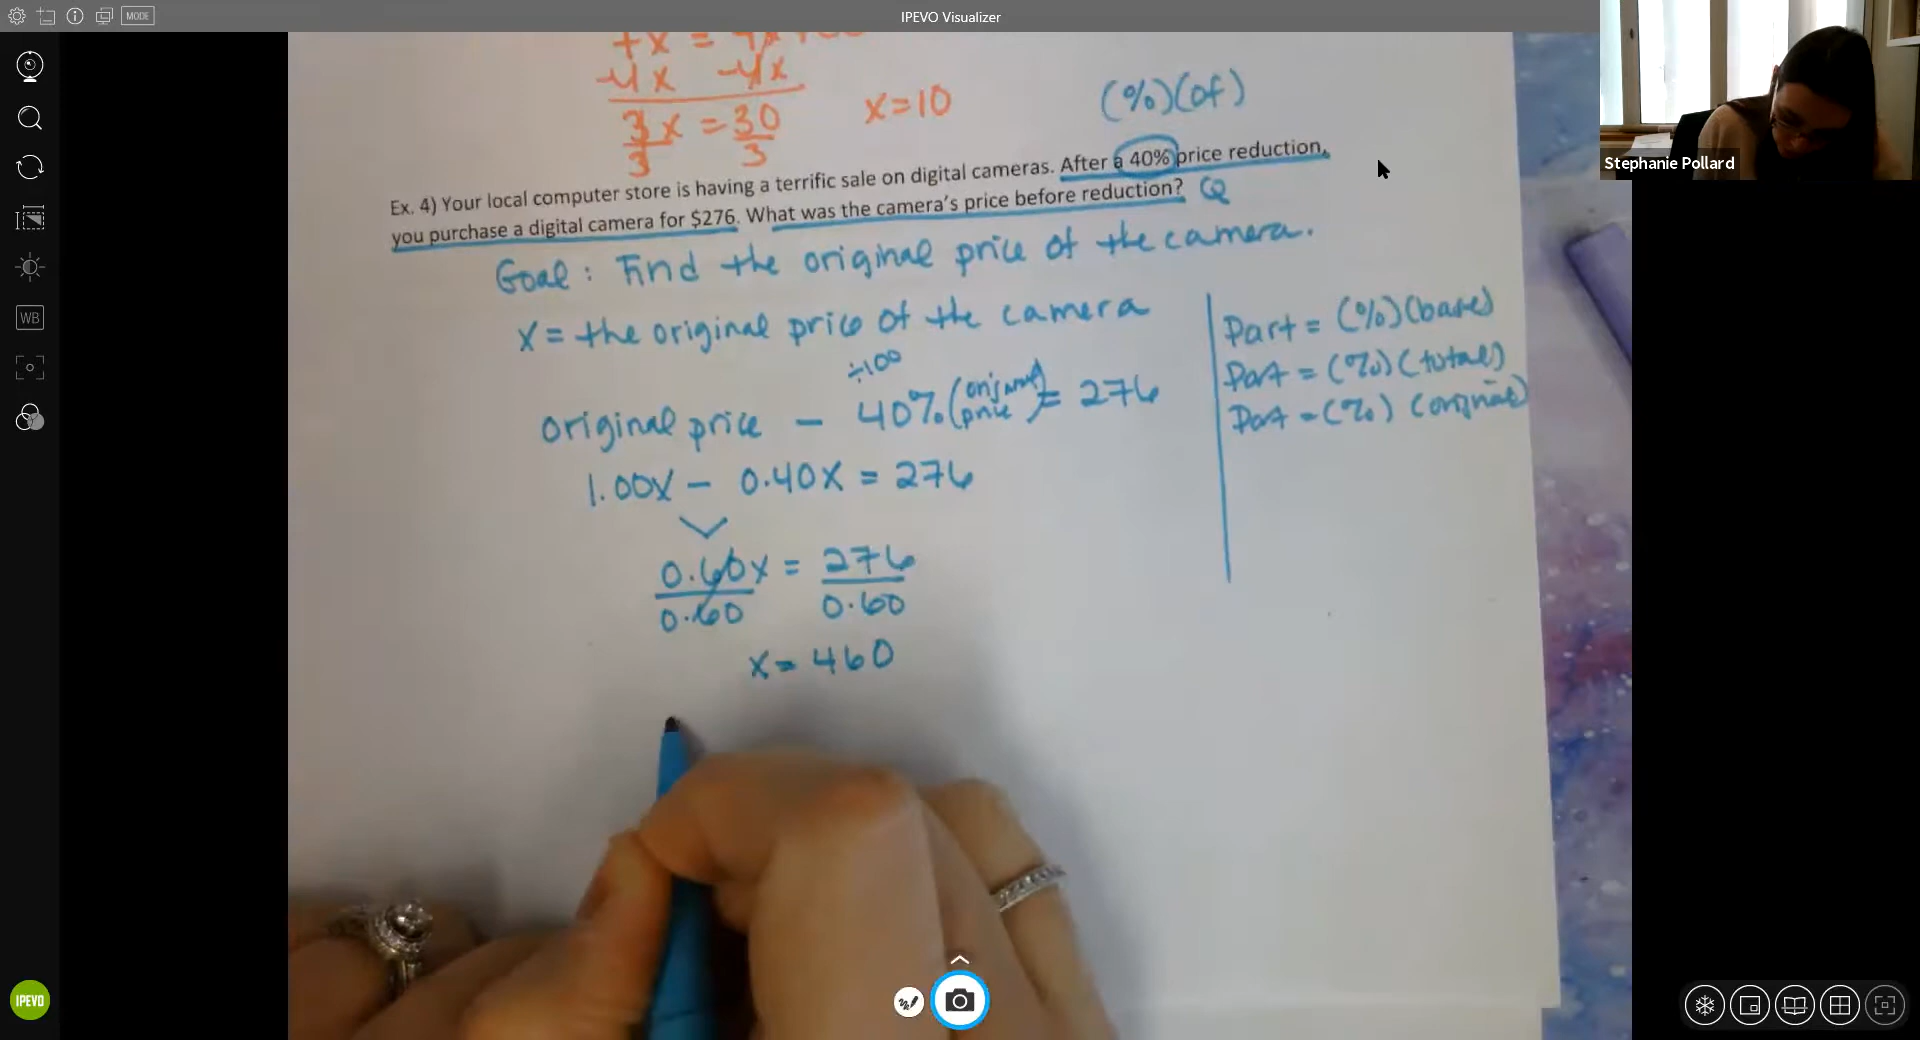 IPEVO Visualizer
MODE
Stephanie Pollard
WB
-4x -4x
3x = 30
3 3
x = 10
(%)(of)
Ex. 4) Your local computer store is having a terrific sale on digital cameras. After a 40% price reduction,
you purchase a digital camera for $276. What was the camera's price before reduction? Q
Goal: Find the original price of the camera.
x = the original price of the camera
÷100
original price - 40% (original price) = 276
1.00x - 0.40x = 276
0.60x = 276
0.60 0.60
x = 460
Part = (%)(base)
Part = (%)(total)
Part = (%)(original)
IPEVO